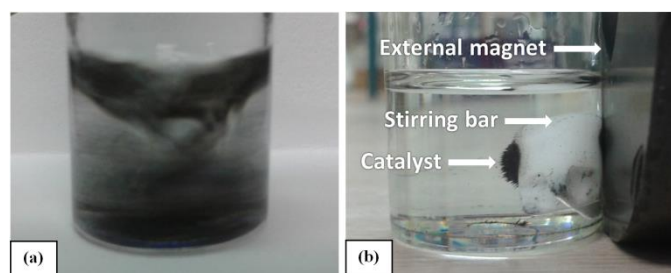 External magnet
Stirring bar
Catalyst
(a)
(b)